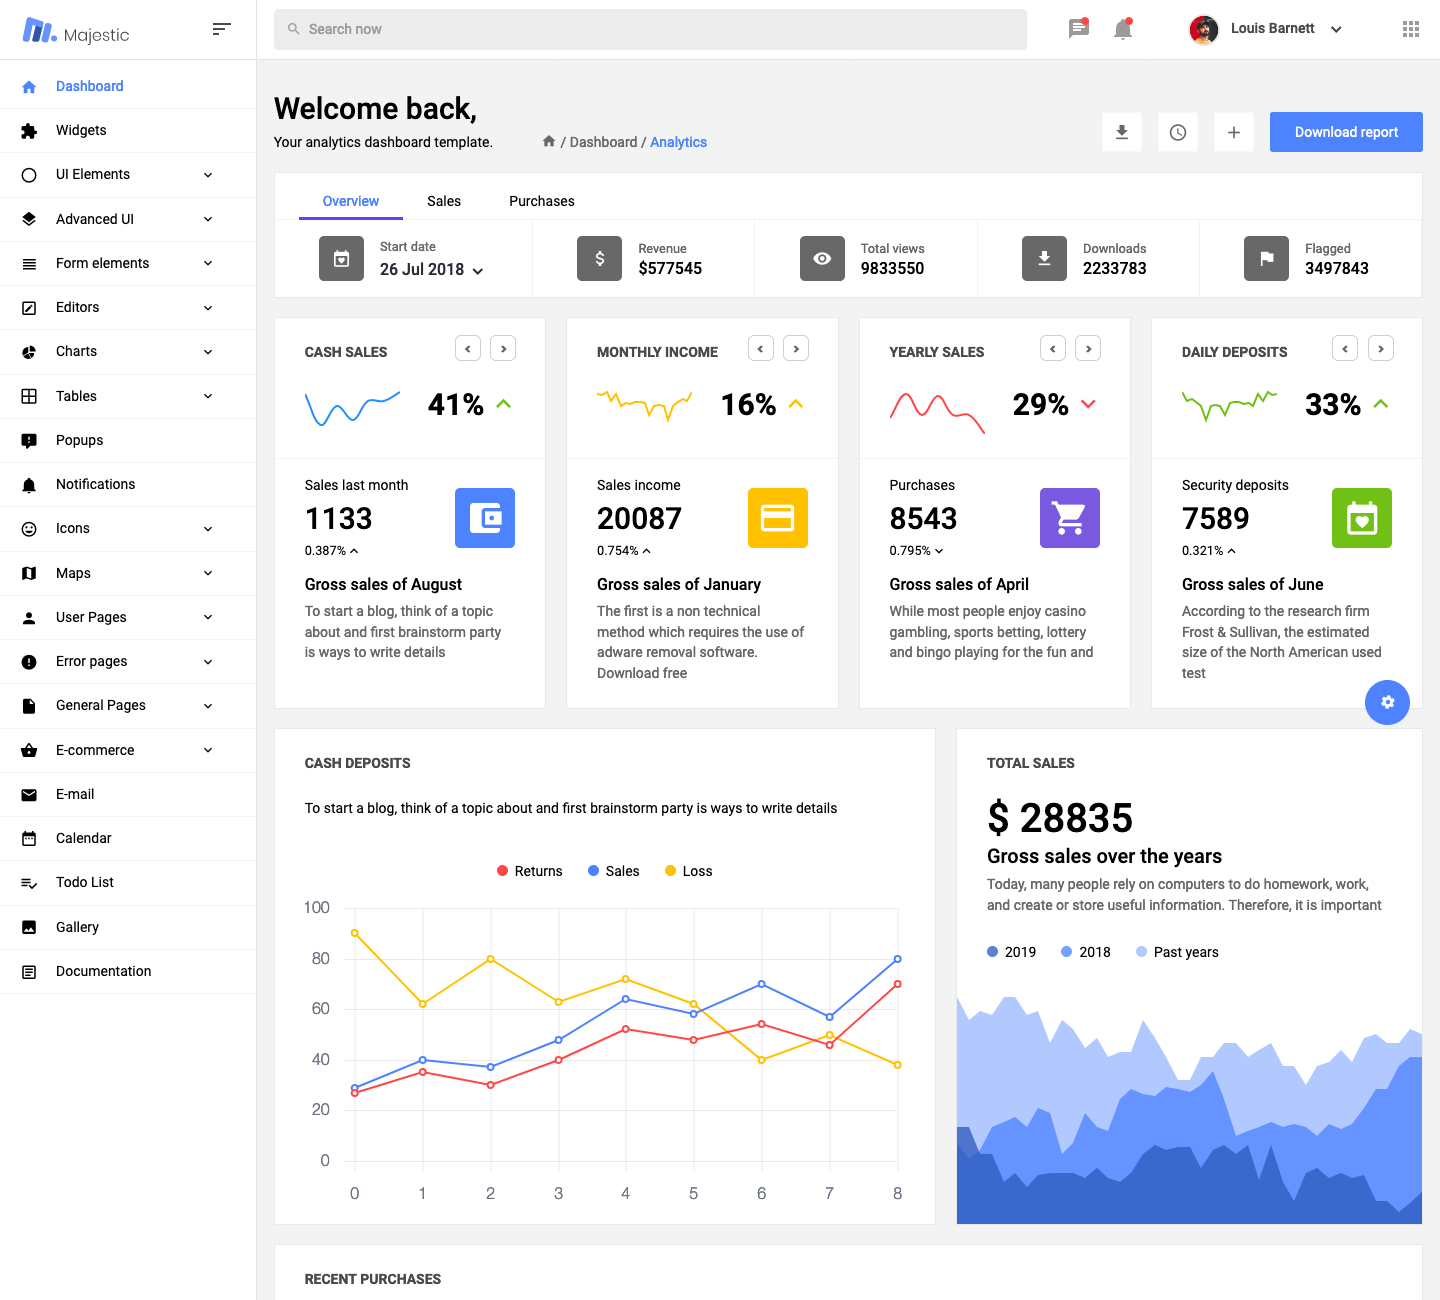 Majestic
Search now
Louis Barnett
Dashboard
Widgets
UI Elements
Advanced UI
Form elements
Editors
Charts
Tables
Popups
Notifications
Icons
Maps
User Pages
Error pages
General Pages
E-commerce
E-mail
Calendar
Todo List
Gallery
Documentation
Welcome back,
Your analytics dashboard template.
/ Dashboard / Analytics
Download report
Overview Sales Purchases
Start date
26 Jul 2018
Revenue
$577545
Total views
9833550
Downloads
2233783
Flagged
3497843
CASH SALES
41%
Sales last month
1133
0.387%
Gross sales of August
To start a blog, think of a topic
about and first brainstorm party
is ways to write details
MONTHLY INCOME
16%
Sales income
20087
0.754%
Gross sales of January
The first is a non technical
method which requires the use of
adware removal software.
Download free
YEARLY SALES
29%
Purchases
8543
0.795%
Gross sales of April
While most people enjoy casino
gambling, sports betting, lottery
and bingo playing for the fun and
DAILY DEPOSITS
33%
Security deposits
7589
0.321%
Gross sales of June
According to the research firm
Frost & Sullivan, the estimated
size of the North American used
test
CASH DEPOSITS
To start a blog, think of a topic about and first brainstorm party is ways to write details
Returns Sales Loss
100
80
60
40
20
0
0 1 2 3 4 5 6 7 8
TOTAL SALES
$ 28835
Gross sales over the years
Today, many people rely on computers to do homework, work,
and create or store useful information. Therefore, it is important
2019 2018 Past years
RECENT PURCHASES